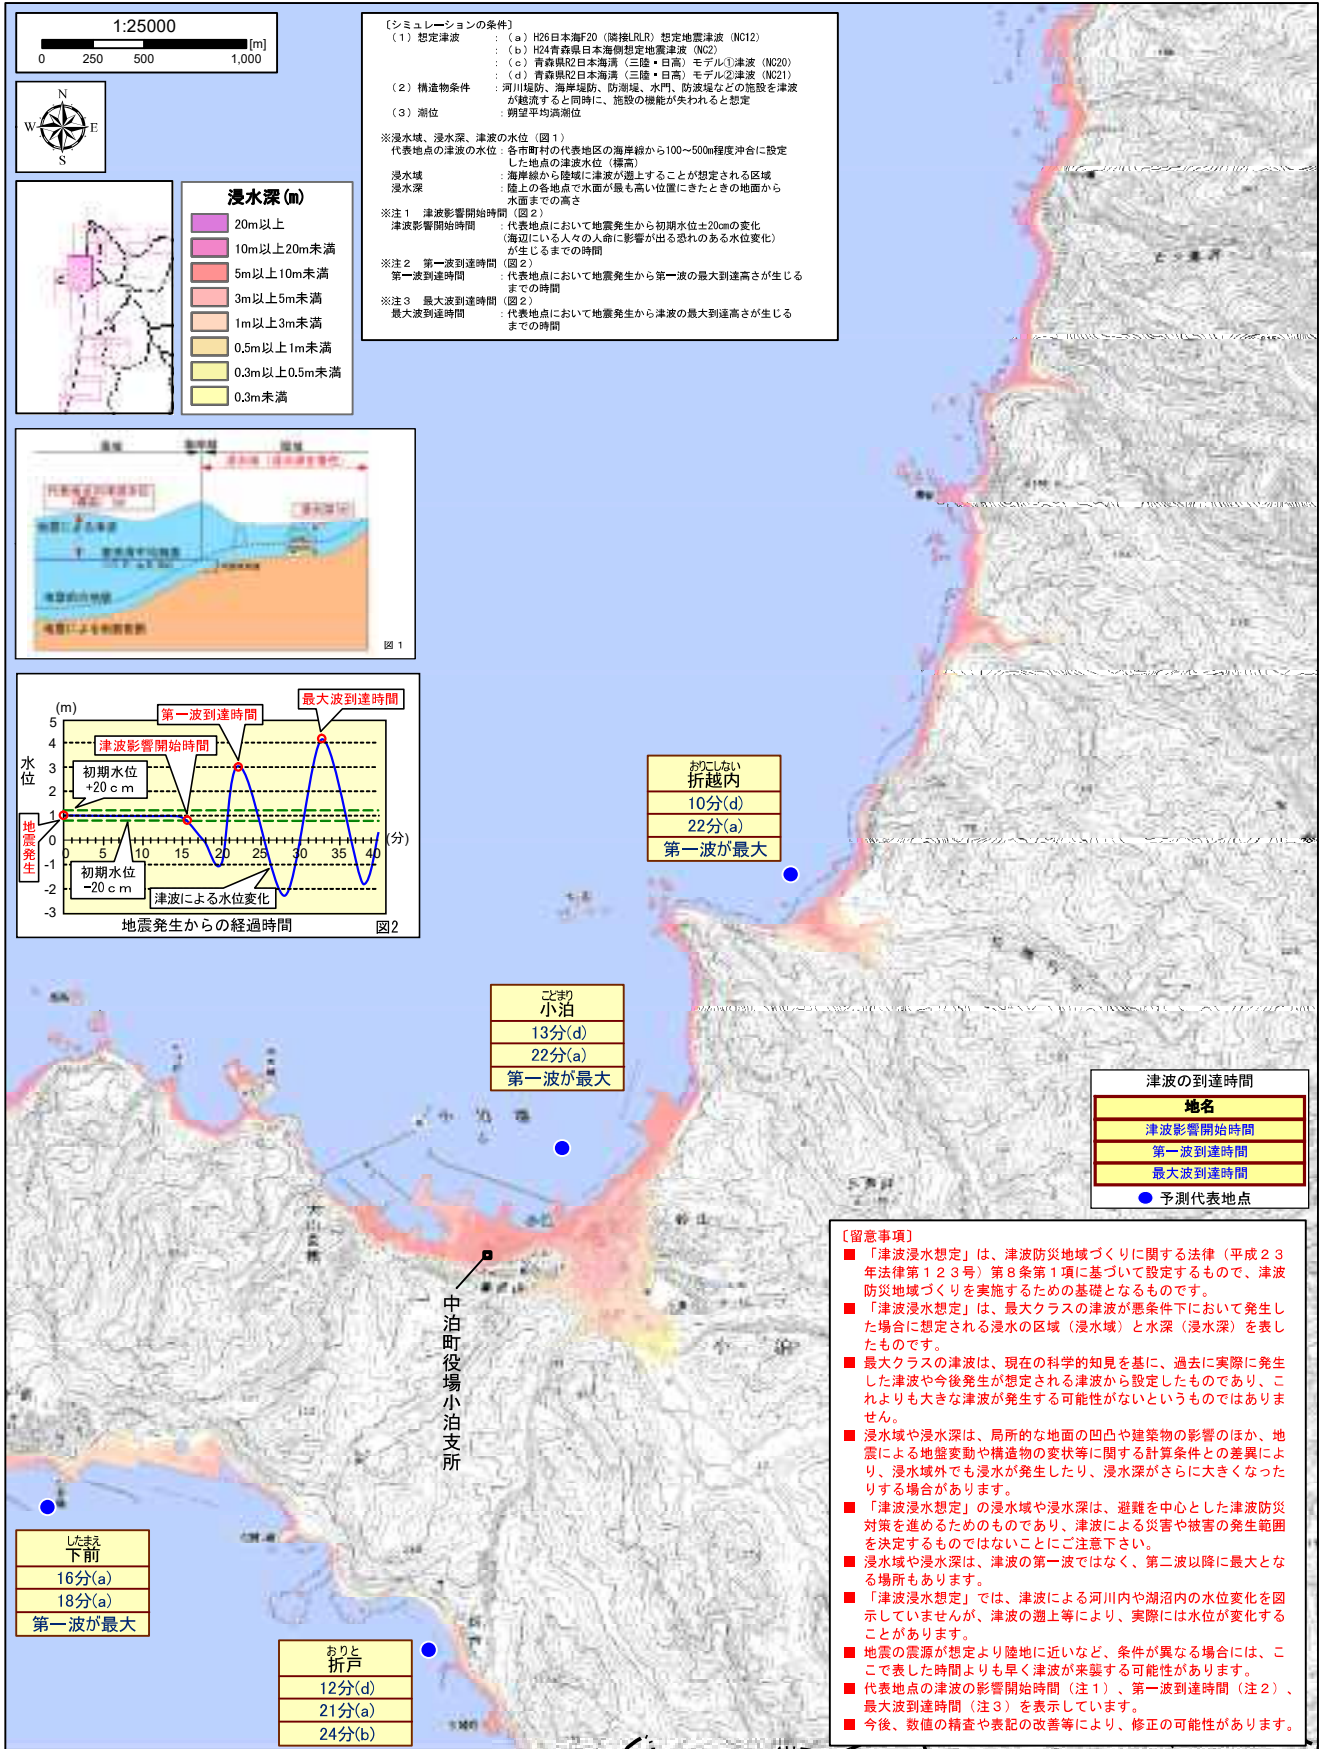 1:25000
[m]
0 250 500 1,000
N
W E
S
浸水深(m)
20m以上
10m以上20m未満
5m以上10m未満
3m以上5m未満
1m以上3m未満
0.5m以上1m未満
0.3m以上0.5m未満
0.3m未満
〔シミュレーションの条件〕
（1）想定津波 ：（a）H26日本海F20（隣接LRLR）想定地震津波（NC12）
：（b）H24青森県日本海側想定地震津波（NC2）
：（c）青森県R2日本海溝（三陸・日高）モデル①津波（NC20）
：（d）青森県R2日本海溝（三陸・日高）モデル②津波（NC21）
（2）構造物条件 ：河川堤防、海岸堤防、防潮堤、水門、防波堤などの施設を津波
が越流すると同時に、施設の機能が失われると想定
（3）潮位 ：朔望平均満潮位
※浸水域、浸水深、津波の水位（図1）
代表地点の津波の水位：各市町村の代表地区の海岸線から100～500m程度沖合に設定
した地点の津波水位（標高）
浸水域 ：海岸線から陸域に津波が遡上することが想定される区域
浸水深 ：陸上の各地点で水面が最も高い位置にきたときの地面から
水面までの高さ
※注1 津波影響開始時間（図2）
津波影響開始時間 ：代表地点において地震発生から初期水位±20cmの変化
（海辺にいる人々の人命に影響が出る恐れのある水位変化）
が生じるまでの時間
※注2 第一波到達時間（図2）
第一波到達時間 ：代表地点において地震発生から第一波の最大到達高さが生じる
までの時間
※注3 最大波到達時間（図2）
最大波到達時間 ：代表地点において地震発生から津波の最大到達高さが生じる
までの時間
図1
(m)
水位
5
4
3
2
1
0
-1
-2
-3
第一波到達時間
最大波到達時間
津波影響開始時間
初期水位
+20cm
地震発生
0 5 10 15 20 25 30 35 40 (分)
初期水位
-20cm
津波による水位変化
地震発生からの経過時間
図2
おりこしない
折越内
10分(d)
22分(a)
第一波が最大
こどまり
小泊
13分(d)
22分(a)
第一波が最大
津波の到達時間
地名
津波影響開始時間
第一波到達時間
最大波到達時間
予測代表地点
中泊町役場小泊支所
したまえ
下前
16分(a)
18分(a)
第一波が最大
おりと
折戸
12分(d)
21分(a)
24分(b)
〔留意事項〕
■ 「津波浸水想定」は、津波防災地域づくりに関する法律（平成23
年法律第123号）第8条第1項に基づいて設定するもので、津波
防災地域づくりを実施するための基礎となるものです。
■ 「津波浸水想定」は、最大クラスの津波が悪条件下において発生し
た場合に想定される浸水の区域（浸水域）と水深（浸水深）を表し
たものです。
■ 最大クラスの津波は、現在の科学的知見を基に、過去に実際に発生
した津波や今後発生が想定される津波から設定したものであり、こ
れよりも大きな津波が発生する可能性がないというものではありま
せん。
■ 浸水域や浸水深は、局所的な地面の凹凸や建築物の影響のほか、地
震による地盤変動や構造物の変状等に関する計算条件との差異によ
り、浸水域外でも浸水が発生したり、浸水深がさらに大きくなった
りする場合があります。
■ 「津波浸水想定」の浸水域や浸水深は、避難を中心とした津波防災
対策を進めるためのものであり、津波による災害や被害の発生範囲
を決定するものではないことにご注意下さい。
■ 浸水域や浸水深は、津波の第一波ではなく、第二波以降に最大とな
る場所もあります。
■ 「津波浸水想定」では、津波による河川内や湖沼内の水位変化を図
示していませんが、津波の遡上等により、実際には水位が変化する
ことがあります。
■ 地震の震源が想定より陸地に近いなど、条件が異なる場合には、こ
こで表した時間よりも早く津波が来襲する可能性があります。
■ 代表地点の津波の影響開始時間（注1）、第一波到達時間（注2）、
最大波到達時間（注3）を表示しています。
■ 今後、数値の精査や表記の改善等により、修正の可能性があります。